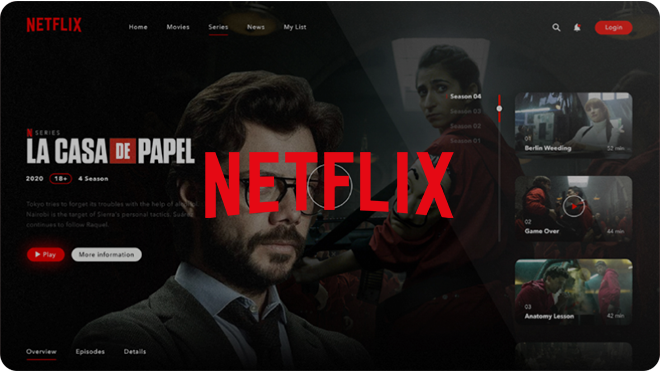 NETFLIX
Home Movies Series News My List
Login
Season 04
Season 03
Season 02
Season 01
N SERIES
LA CASA DE PAPEL
2020 18+ 4 Season
Tokyo tries to forget its troubles with the help of
Nairobi is the target of Sierra's personal tactics.
continues to follow Raquel.
Play
More information
NETFLIX
01
Berlin Weeding 52 min
02
Game Over 44 min
03
Anatomy Lesson 42 min
Overview Episodes Details